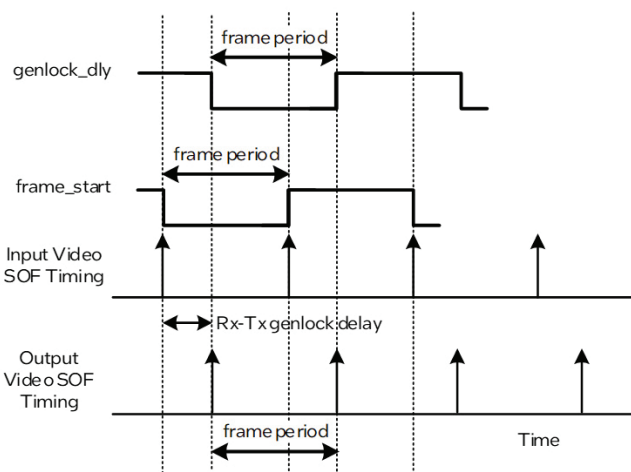 frame period
genlock_dly
frame period
frame_start
Input Video
SOF Timing
Rx-Tx genlock delay
Output
Video SOF
Timing
frame period
Time